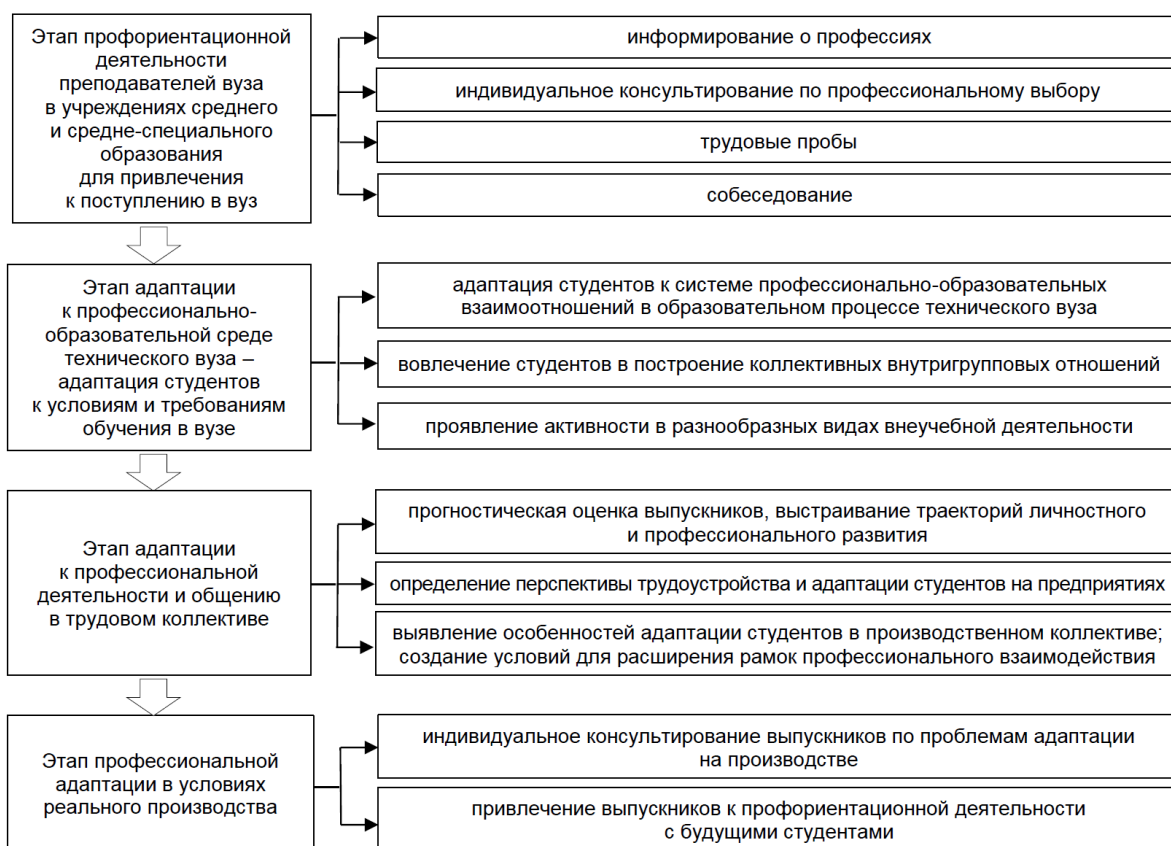 Этап профориентационной
деятельности
преподавателей вуза
в учреждениях среднего
и средне-специального
образования
для привлечения
к поступлению в вуз
информирование о профессиях
индивидуальное консультирование по профессиональному выбору
трудовые пробы
собеседование
Этап адаптации
к профессионально-
образовательной среде
технического вуза –
адаптация студентов
к условиям и требованиям
обучения в вузе
адаптация студентов к системе профессионально-образовательных
взаимоотношений в образовательном процессе технического вуза
вовлечение студентов в построение коллективных внутригрупповых отношений
проявление активности в разнообразных видах внеучебной деятельности
Этап адаптации
к профессиональной
деятельности и общению
в трудовом коллективе
прогностическая оценка выпускников, выстраивание траекторий личностного
и профессионального развития
определение перспективы трудоустройства и адаптации студентов на предприятиях
выявление особенностей адаптации студентов в производственном коллективе;
создание условий для расширения рамок профессионального взаимодействия
Этап профессиональной
адаптации в условиях
реального производства
индивидуальное консультирование выпускников по проблемам адаптации
на производстве
привлечение выпускников к профориентационной деятельности
с будущими студентами